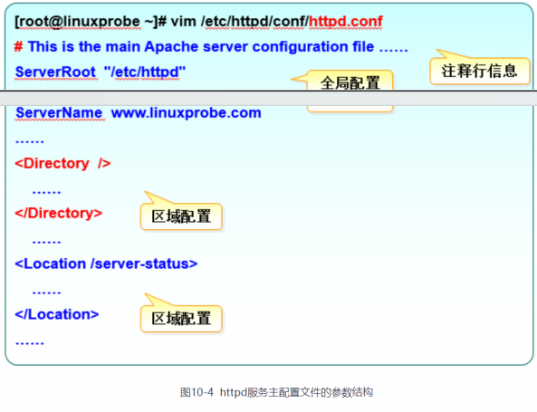 [root@linuxprobe ~]# vim /etc/httpd/conf/httpd.conf
# This is the main Apache server configuration file ……
注释行信息
ServerRoot "/etc/httpd"
全局配置
ServerName www.linuxprobe.com
……
<Directory />
……
</Directory>
区域配置
……
<Location /server-status>
……
</Location>
区域配置
……
图10-4 httpd服务主配置文件的参数结构